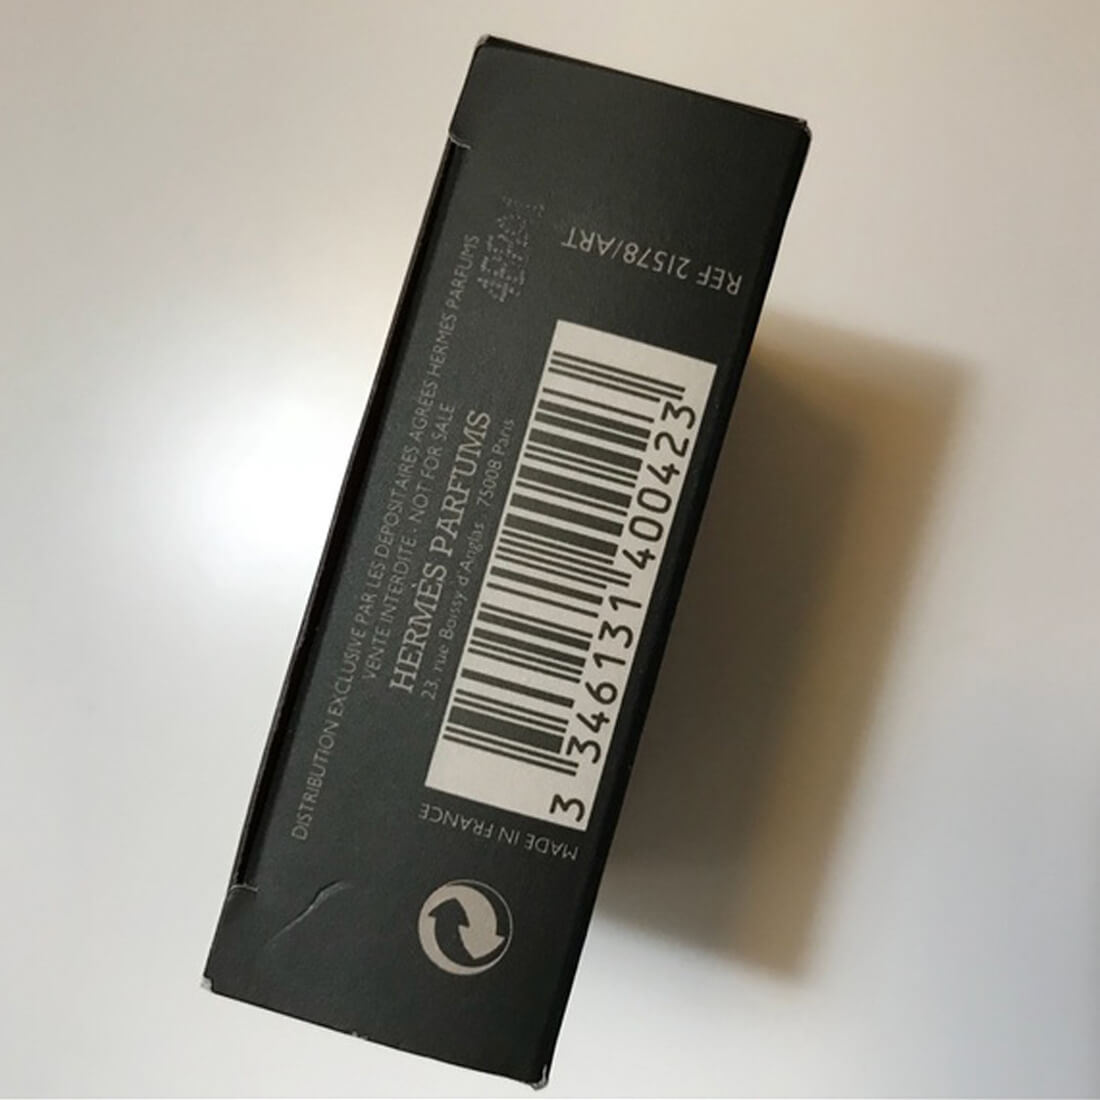 DISTRIBUTION EXCLUSIVE PAR LES DEPOSITAIRES AGRÉES HERMÈS PARFUMS
VENTE INTERDITE . NOT FOR SALE
HERMÈS PARFUMS
23, rue Boissy d'Anglas 75008 Paris
3 346131 400423
REF 21578/ART
MADE IN FRANCE